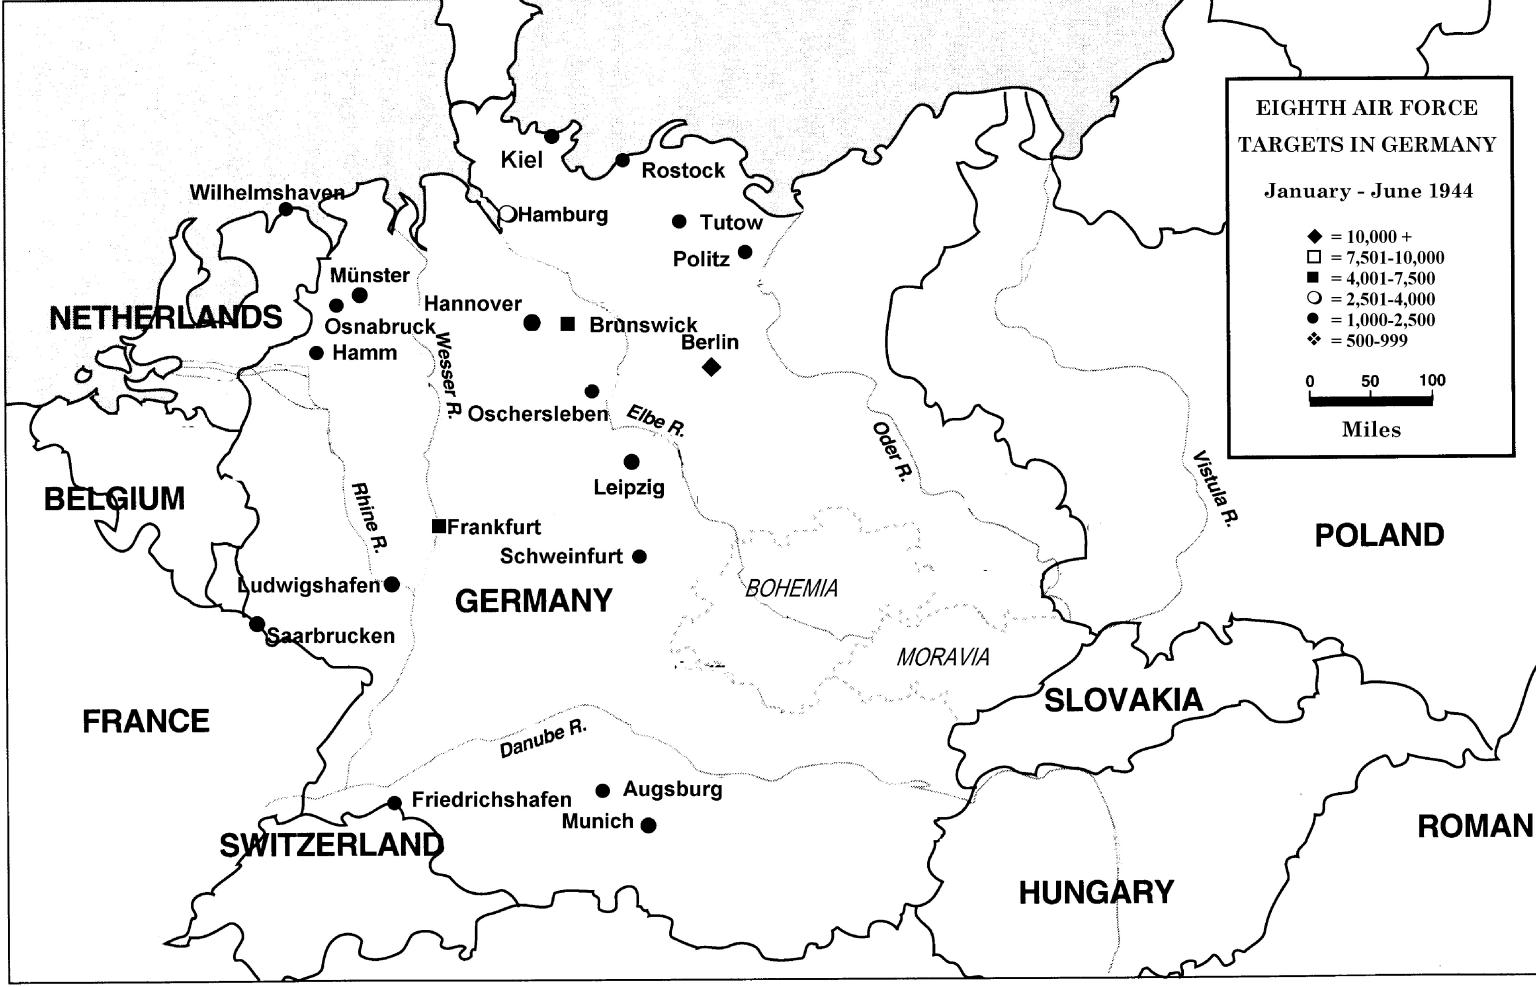 EIGHTH AIR FORCE
TARGETS IN GERMANY
January - June 1944
= 10,000 +
= 7,501-10,000
= 4,001-7,500
= 2,501-4,000
= 1,000-2,500
= 500-999
0 50 100
Miles
Kiel
Rostock
Wilhelmshaven
Hamburg
Tutow
Politz
Münster
NETHERLANDS
Osnabruck
Hannover
Brunswick
Berlin
Hamm
Wesser R.
Oschersleben
Elbe R.
Oder R.
Leipzig
Vistula R.
BELGIUM
Rhine R.
Frankfurt
POLAND
Schweinfurt
Ludwigshafen
GERMANY
BOHEMIA
Saarbrucken
MORAVIA
SLOVAKIA
FRANCE
Danube R.
Friedrichshafen
Augsburg
Munich
SWITZERLAND
ROMAN
HUNGARY